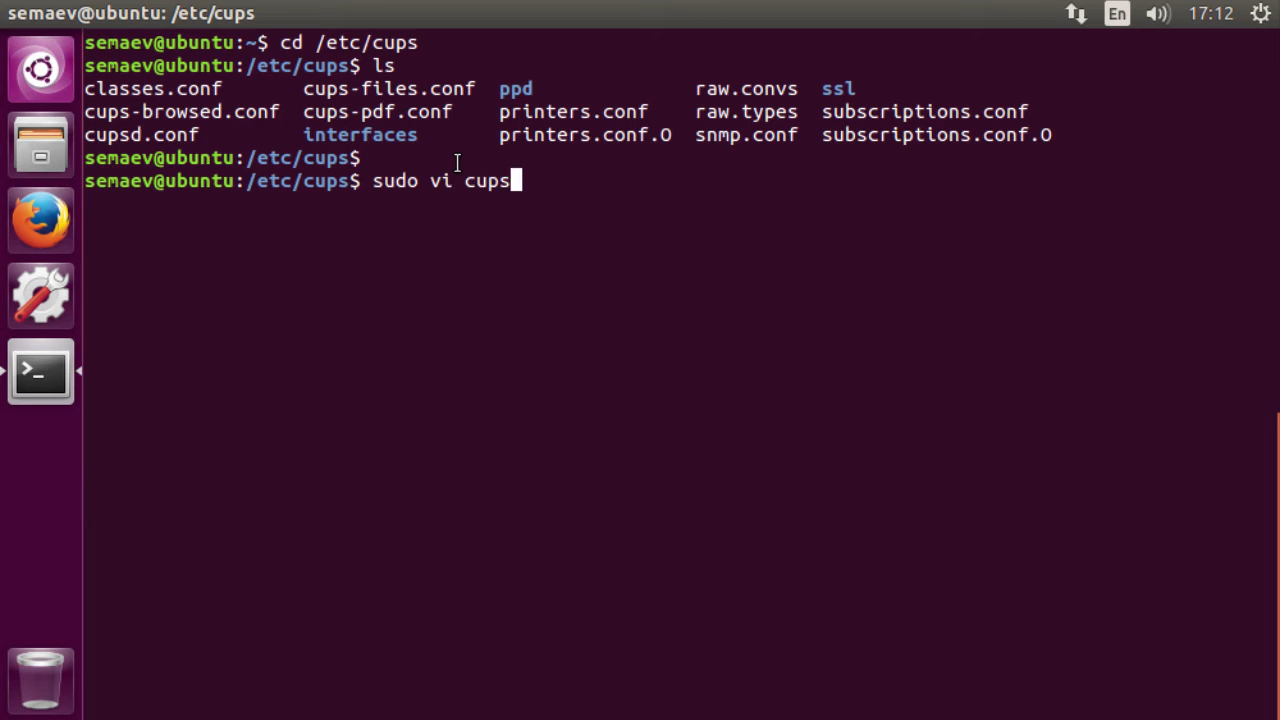 semaev@ubuntu: /etc/cups
En
17:12
semaev@ubuntu:~$ cd /etc/cups
semaev@ubuntu:/etc/cups$ ls
classes.conf cups-files.conf ppd raw.convs ssl
cups-browsed.conf cups-pdf.conf printers.conf raw.types subscriptions.conf
cupsd.conf interfaces printers.conf.O snmp.conf subscriptions.conf.O
semaev@ubuntu:/etc/cups$
semaev@ubuntu:/etc/cups$ sudo vi cups
>_